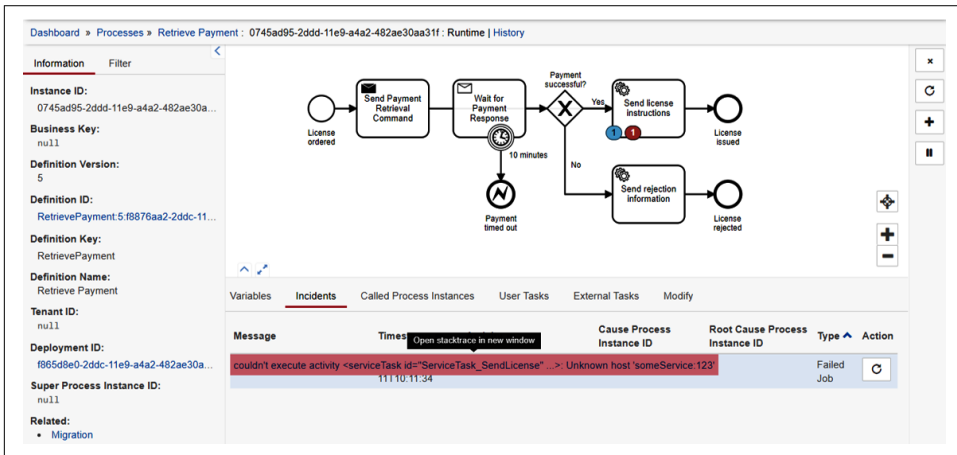 Dashboard » Processes » Retrieve Payment : 0745ad95-2ddd-11e9-a4a2-482ae30aa31f : Runtime | History
Information Filter
Instance ID:
0745ad95-2ddd-11e9-a4a2-482ae30a...
Business Key:
null
Definition Version:
5
Definition ID:
RetrievePayment:5:f8876aa2-2ddc-11...
Definition Key:
RetrievePayment
Definition Name:
Retrieve Payment
Tenant ID:
null
Deployment ID:
f865d8e0-2ddc-11e9-a4a2-482ae30a...
Super Process Instance ID:
null
Related:
• Migration
License
ordered
Send Payment
Retrieval
Command
Wait for
Payment
Response
10 minutes
Payment
timed out
Payment
successful?
Yes
No
Send license
instructions
1 1
License
issued
Send rejection
information
License
rejected
Variables Incidents Called Process Instances User Tasks External Tasks Modify
Message
Open stacktrace in new window
Cause Process
Instance ID
Root Cause Process
Instance ID
Type Action
couldn't execute activity <serviceTask id="ServiceTask_SendLicense" ...>: Unknown host 'someService:123'
11T10:11:34
Failed
Job